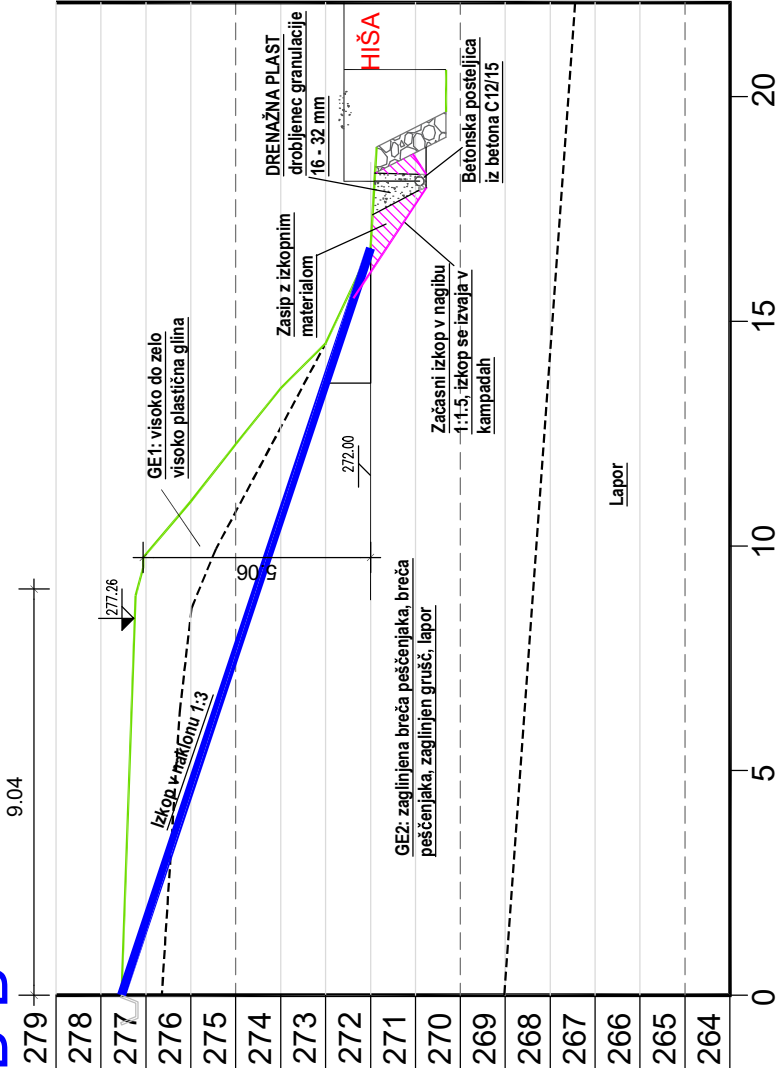 9.04
279
278
277
276
275
274
273
272
271
270
269
268
267
266
265
264
0
5
10
15
20
277.26
Izkop v naklonu 1:3
GE1: visoko do zelo
visoko plastična glina
5.06
272.00
Zasip z izkopnim
materialom
DRENAŽNA PLAST
drobljenec granulacije
16 - 32 mm
HIŠA
Betonska posteljica
iz betona C12/15
Začasni izkop v nagibu
1:1.5, izkop se izvaja v
kampadah
GE2: zaglinjena breča peščenjaka, breča
peščenjaka, zaglinjen grušč, lapor
Lapor